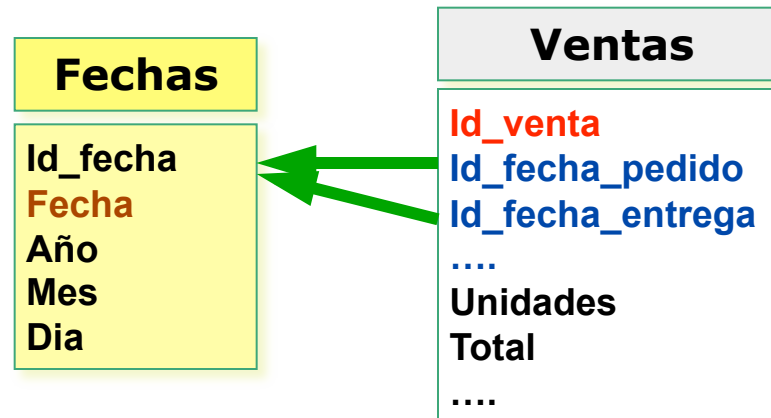 Fechas
Id_fecha
Fecha
Año
Mes
Dia
Ventas
Id_venta
Id_fecha_pedido
Id_fecha_entrega
....
Unidades
Total
....